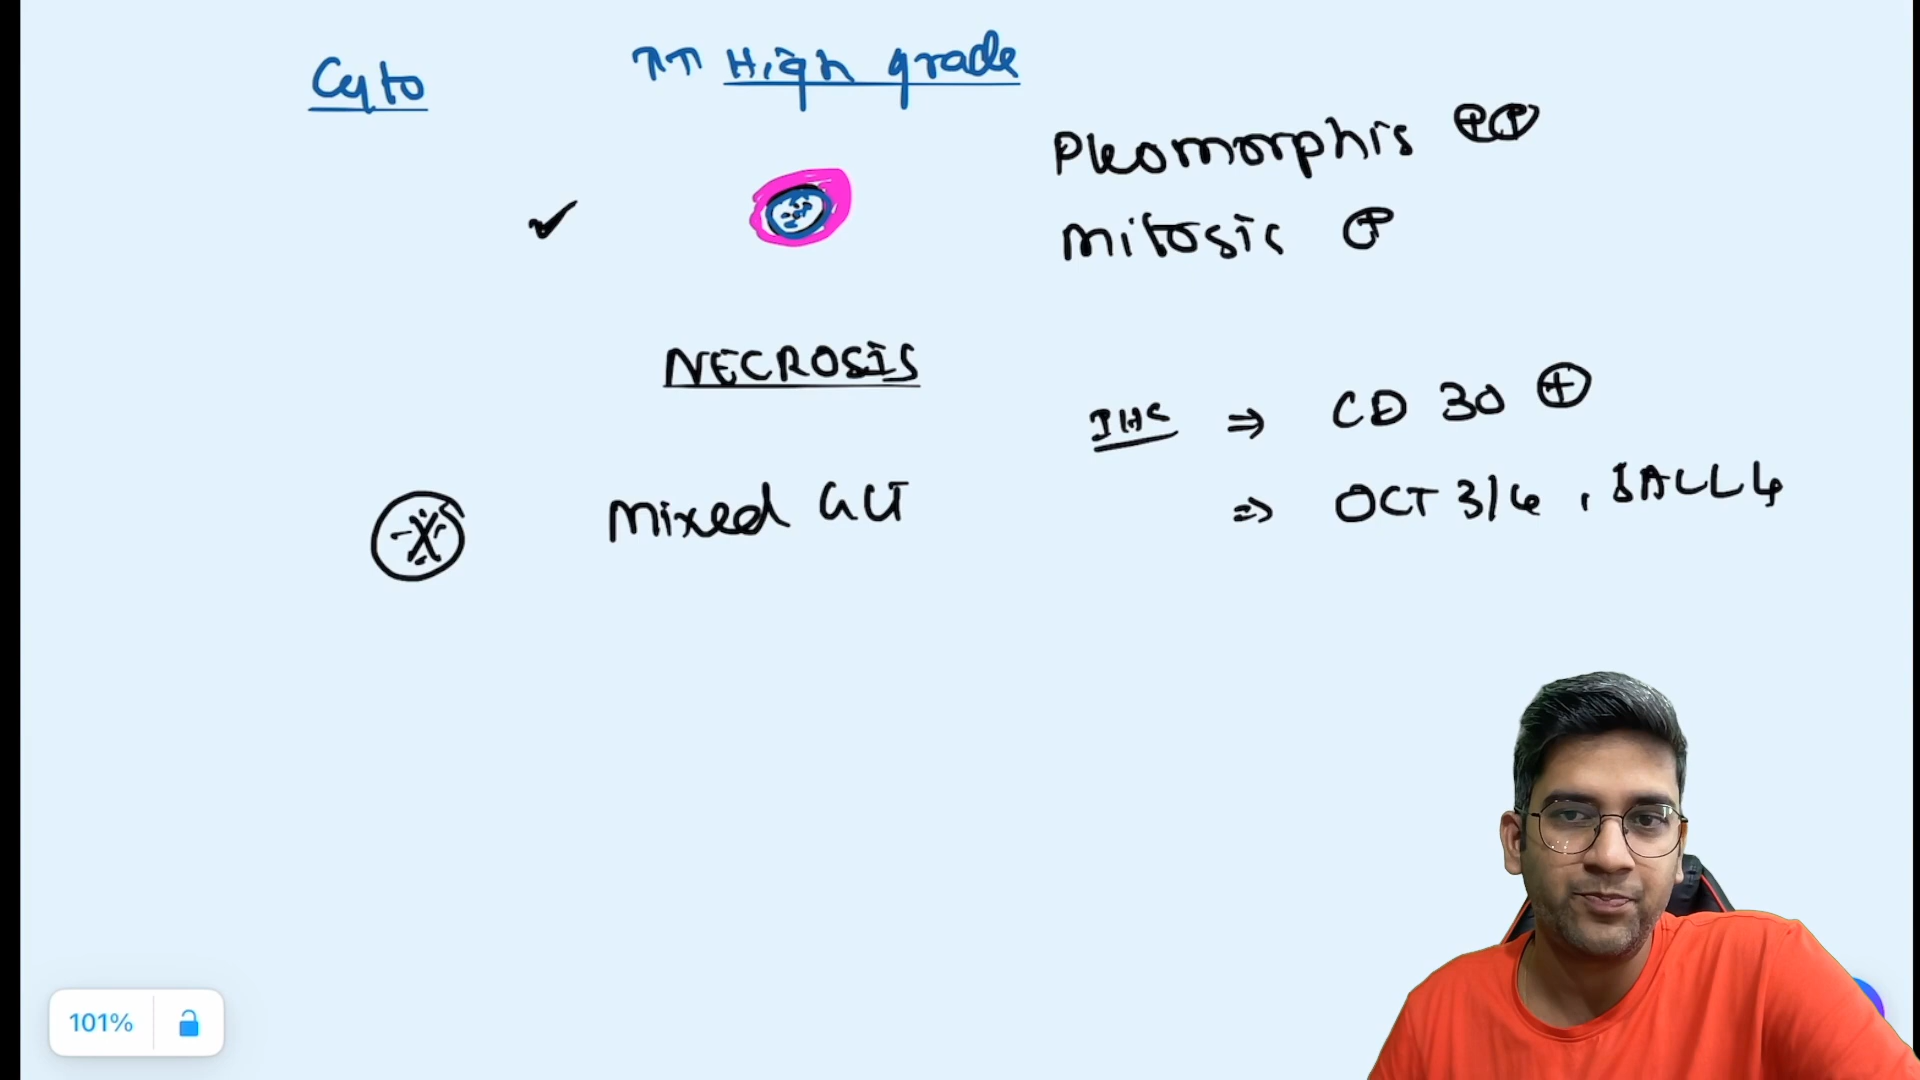 Cyto
↑↑ High grade
Pleomorphis ⊕⊕
✓
mitosis ⊕
NECROSIS
IHC ⇒ CD 30 ⊕
mixed GCT
⇒ OCT 3/4, SALL4
101%